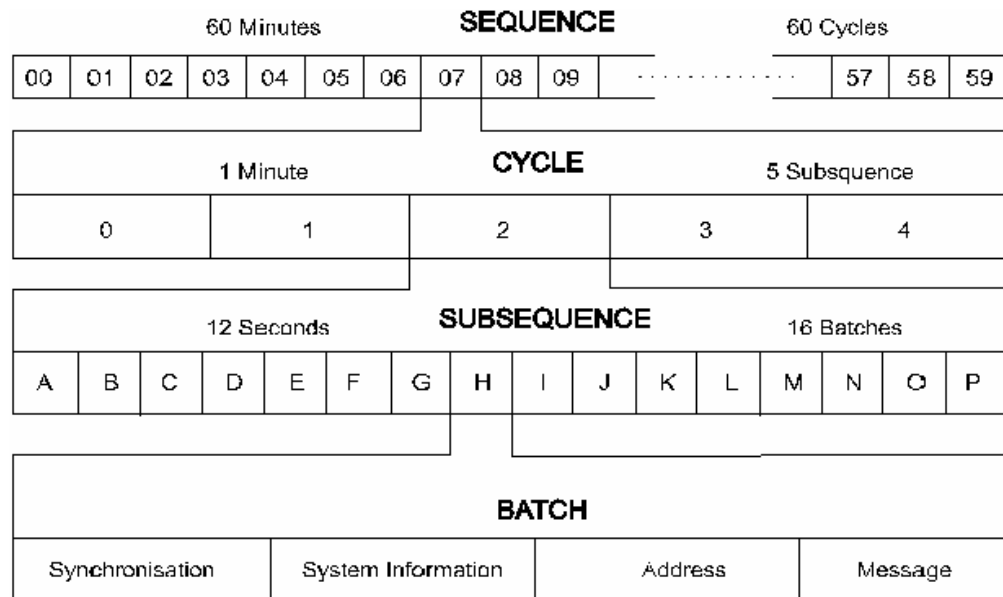 60 Minutes SEQUENCE 60 Cycles
00 01 02 03 04 05 06 07 08 09 57 58 59
1 Minute CYCLE 5 Subsquence
0 1 2 3 4
12 Seconds SUBSEQUENCE 16 Batches
A B C D E F G H I J K L M N O P
BATCH
Synchronisation System Information Address Message